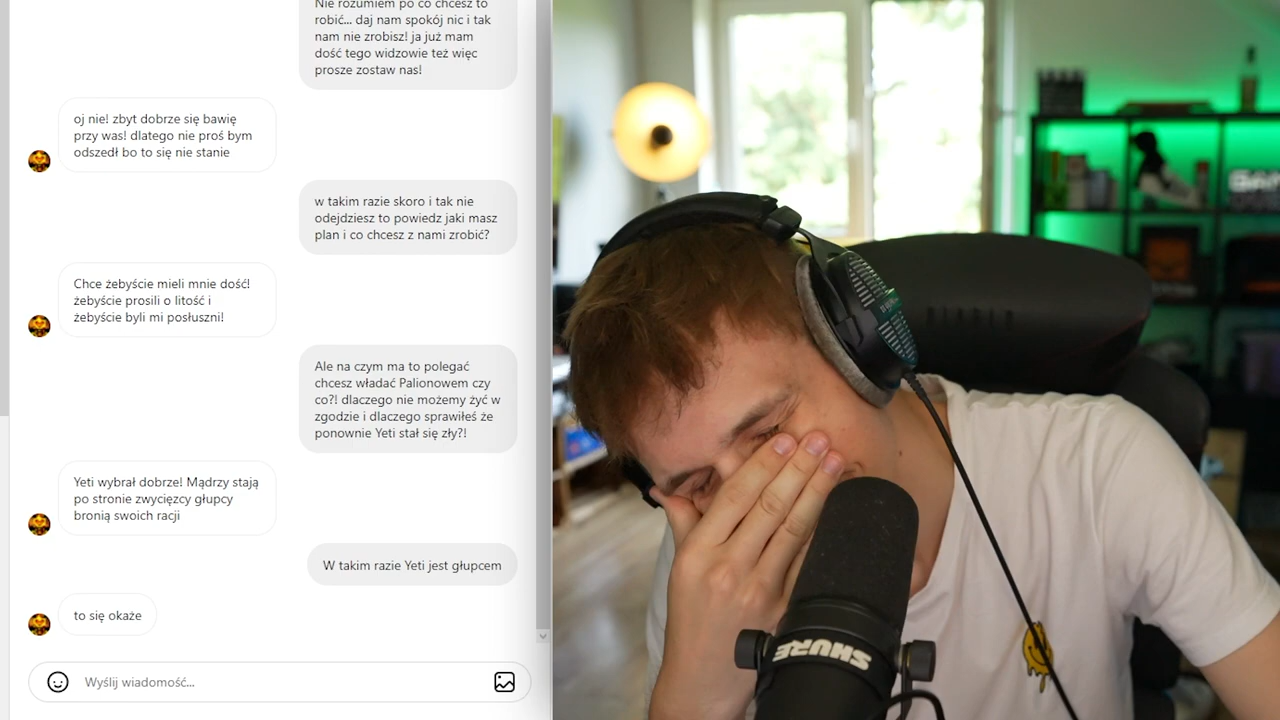 Nie rozumiem po co chcesz to
robić... daj nam spokój nic i tak
nam nie zrobisz! ja już mam
dość tego widzowie też więc
prosze zostaw nas!
oj nie! zbyt dobrze się bawię
przy was! dlatego nie proś bym
odszedł bo to się nie stanie
w takim razie skoro i tak nie
odejdziesz to powiedz jaki masz
plan i co chcesz z nami zrobić?
Chce żebyście mieli mnie dość!
żebyście prosili o litość i
żebyście byli mi posłuszni!
Ale na czym ma to polegać
chcesz władać Palionowem czy
co?! dlaczego nie możemy żyć w
zgodzie i dlaczego sprawiłeś że
ponownie Yeti stał się zły?!
Yeti wybrał dobrze! Mądrzy stają
po stronie zwycięzcy głupcy
bronią swoich racji
W takim razie Yeti jest głupcem
to się okaże
Wyślij wiadomość...
DIABLO
SHURE